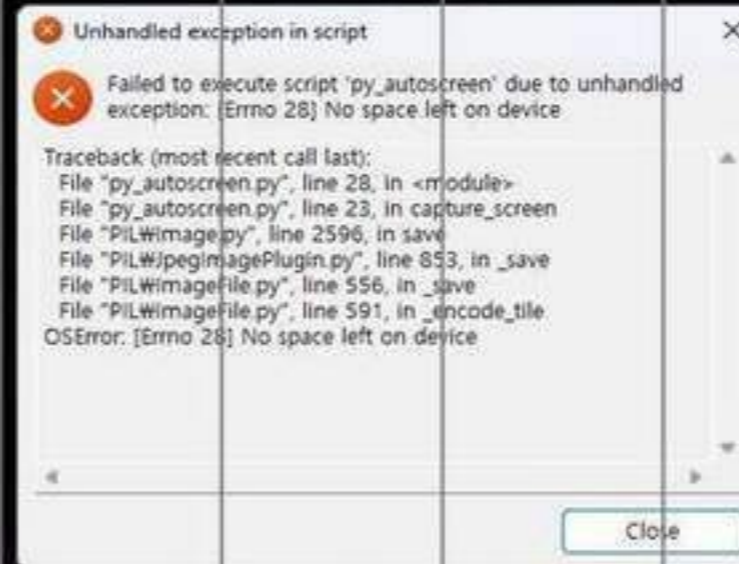 Unhandled exception in script
Failed to execute script 'py_autoscreen' due to unhandled
exception: [Errno 28] No space left on device
Traceback (most recent call last):
File "py_autoscreen.py", line 28, in <module>
File "py_autoscreen.py", line 23, in capture_screen
File "PIL₩Image.py", line 2596, in save
File "PIL₩JpegImagePlugin.py", line 853, in _save
File "PIL₩ImageFile.py", line 556, in _save
File "PIL₩ImageFile.py", line 591, in _encode_tile
OSError: [Errno 28] No space left on device
Close